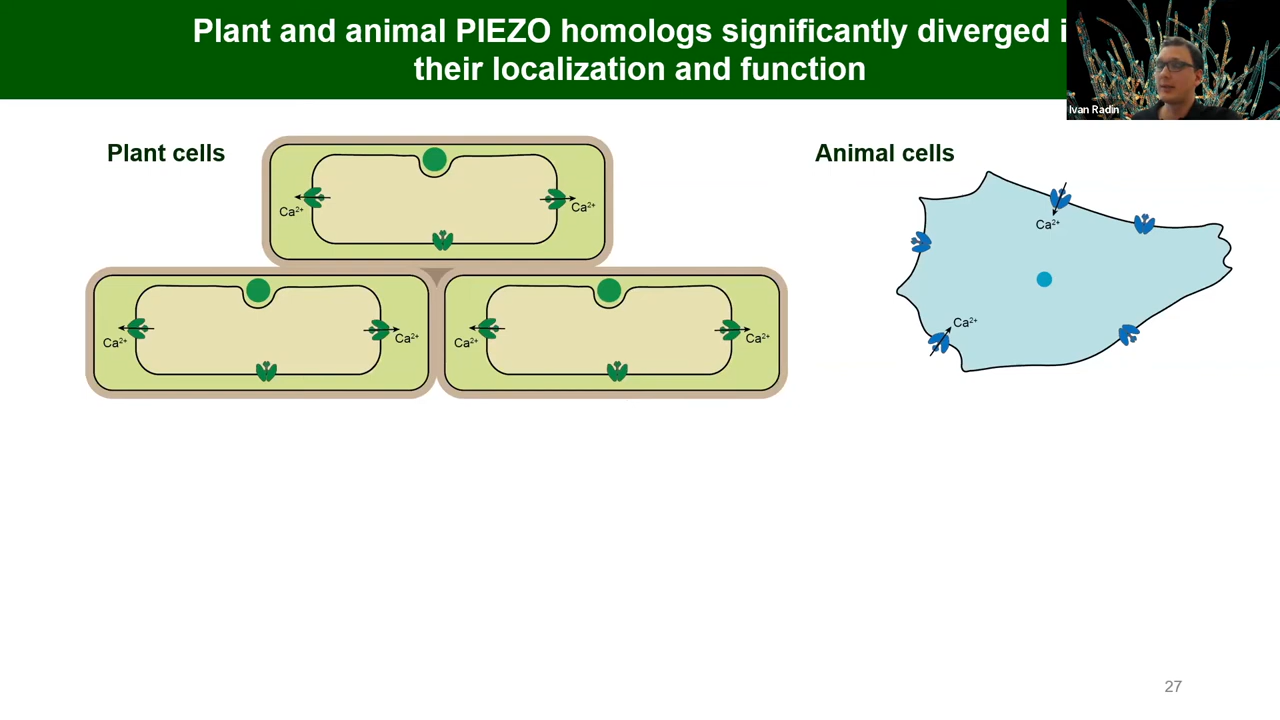 Plant and animal PIEZO homologs significantly diverged i
their localization and function
Ivan Radin
Plant cells
Animal cells
Ca²⁺
Ca²⁺
Ca²⁺
Ca²⁺
Ca²⁺
Ca²⁺
Ca²⁺
Ca²⁺
27